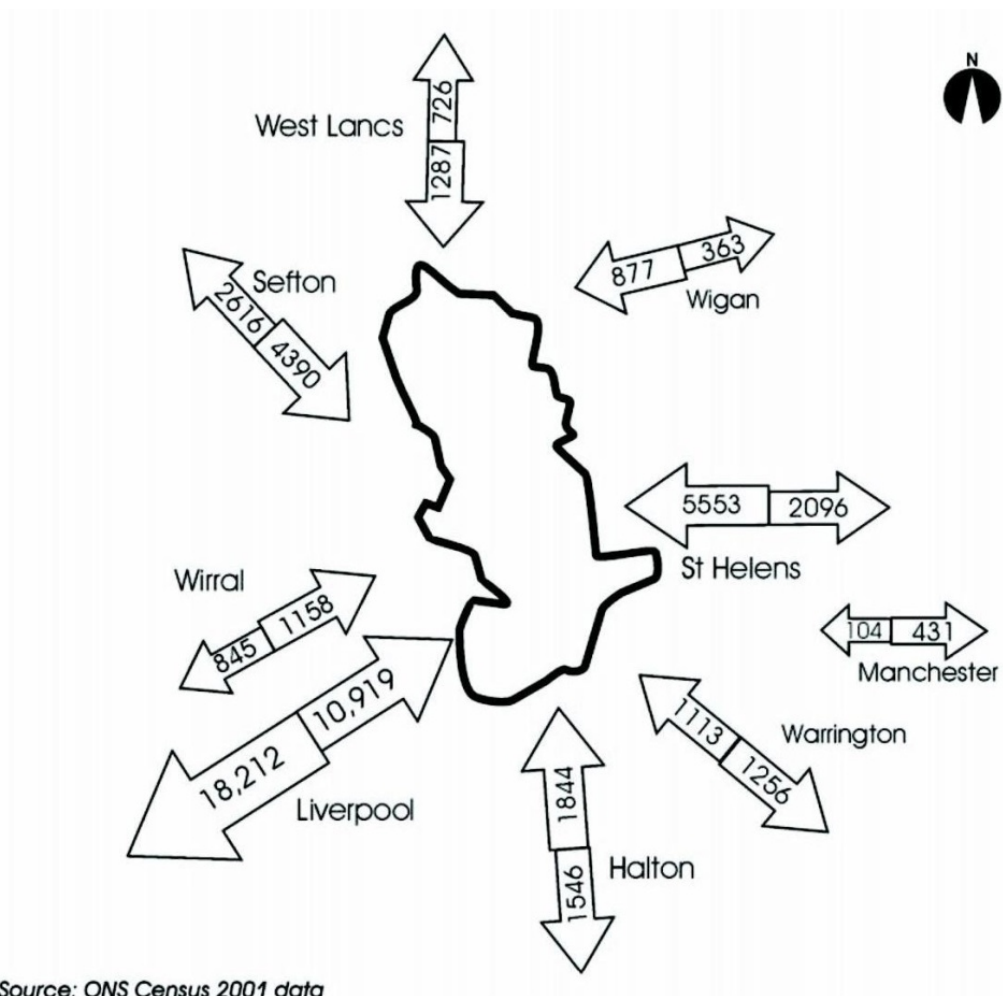 N
726
West Lancs
1287
363
877
Wigan
Sefton
2616
4390
5553
2096
St Helens
Wirral
1158
845
104
431
Manchester
10,919
18,212
Liverpool
1113
Warrington
1256
1844
Halton
1546
Source: ONS Census 2001 data